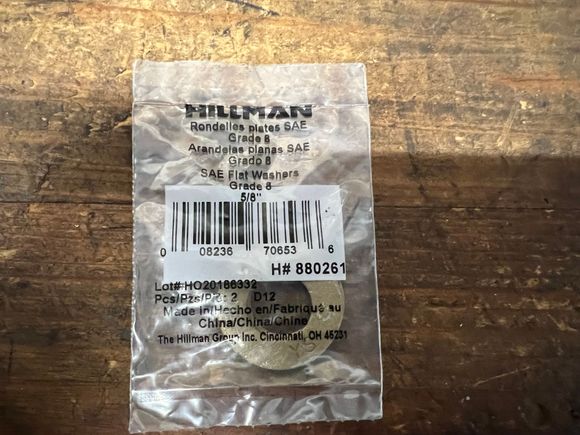 HILLMAN
Rondelles plates SAE
Grade 8
Arandelas planas SAE
Grado 8
SAE Flat Washers
Grade 8
5/8"
0 08236 70653 6
H# 880261
Lot# HO20186332
Pcs/Pzs/Pié: 2 D12
Made in/Hecho en/Fabriqué au
China/China/Chine
The Hillman Group Inc. Cincinnati, OH 45231